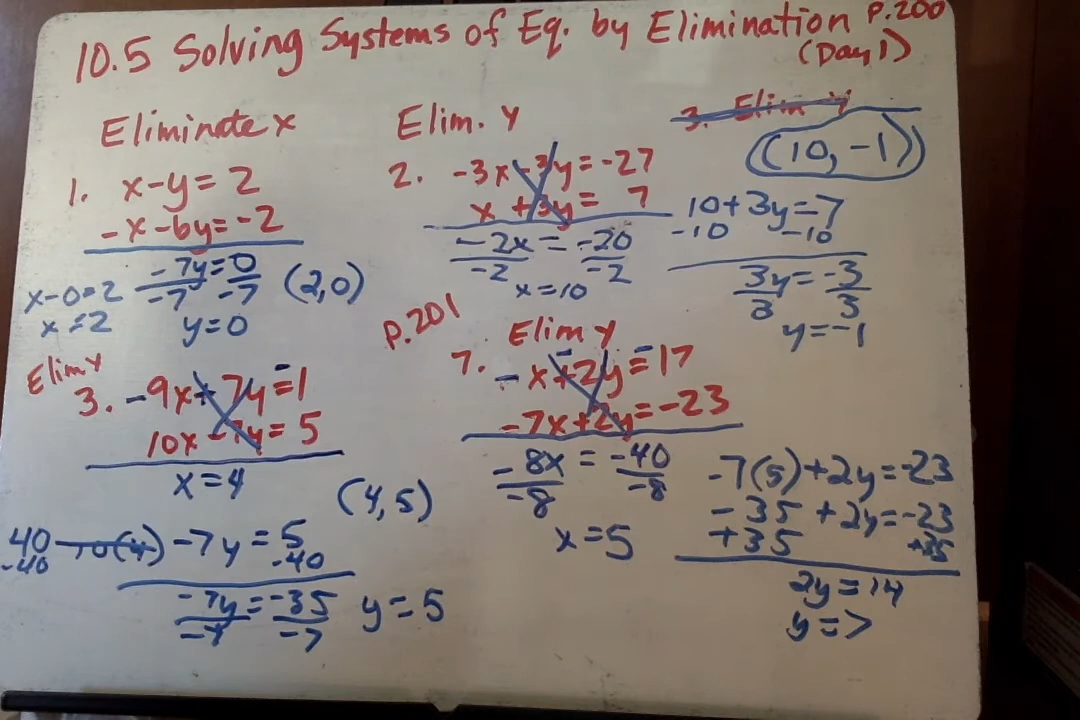 10.5 Solving Systems of Eq. by Elimination P.200
(Day 1)
Eliminate x
1. x-y=2
-x-6y=-2
-7y=0
-7 -7
x-0=2
x=2
y=0
(2,0)
Elim. Y
2. -3x-3y=-27
x+3y=7
-2x=-20
-2 -2
x=10
3. Elim Y
(10,-1)
10+3y=7
-10 -10
3y=-3
3 3
y=-1
Elim Y
3. -9x+7y=-1
10x-7y=5
x=4
(4,5)
40 10(4) -7y=5
-40 -40
-7y=-35
-7 -7
y=5
P.201
Elim Y
7. -x-2y=-17
-7x+2y=-23
-8x=-40
-8 -8
x=5
-7(5)+2y=-23
-35+2y=-23
+35 +35
2y=14
y=7